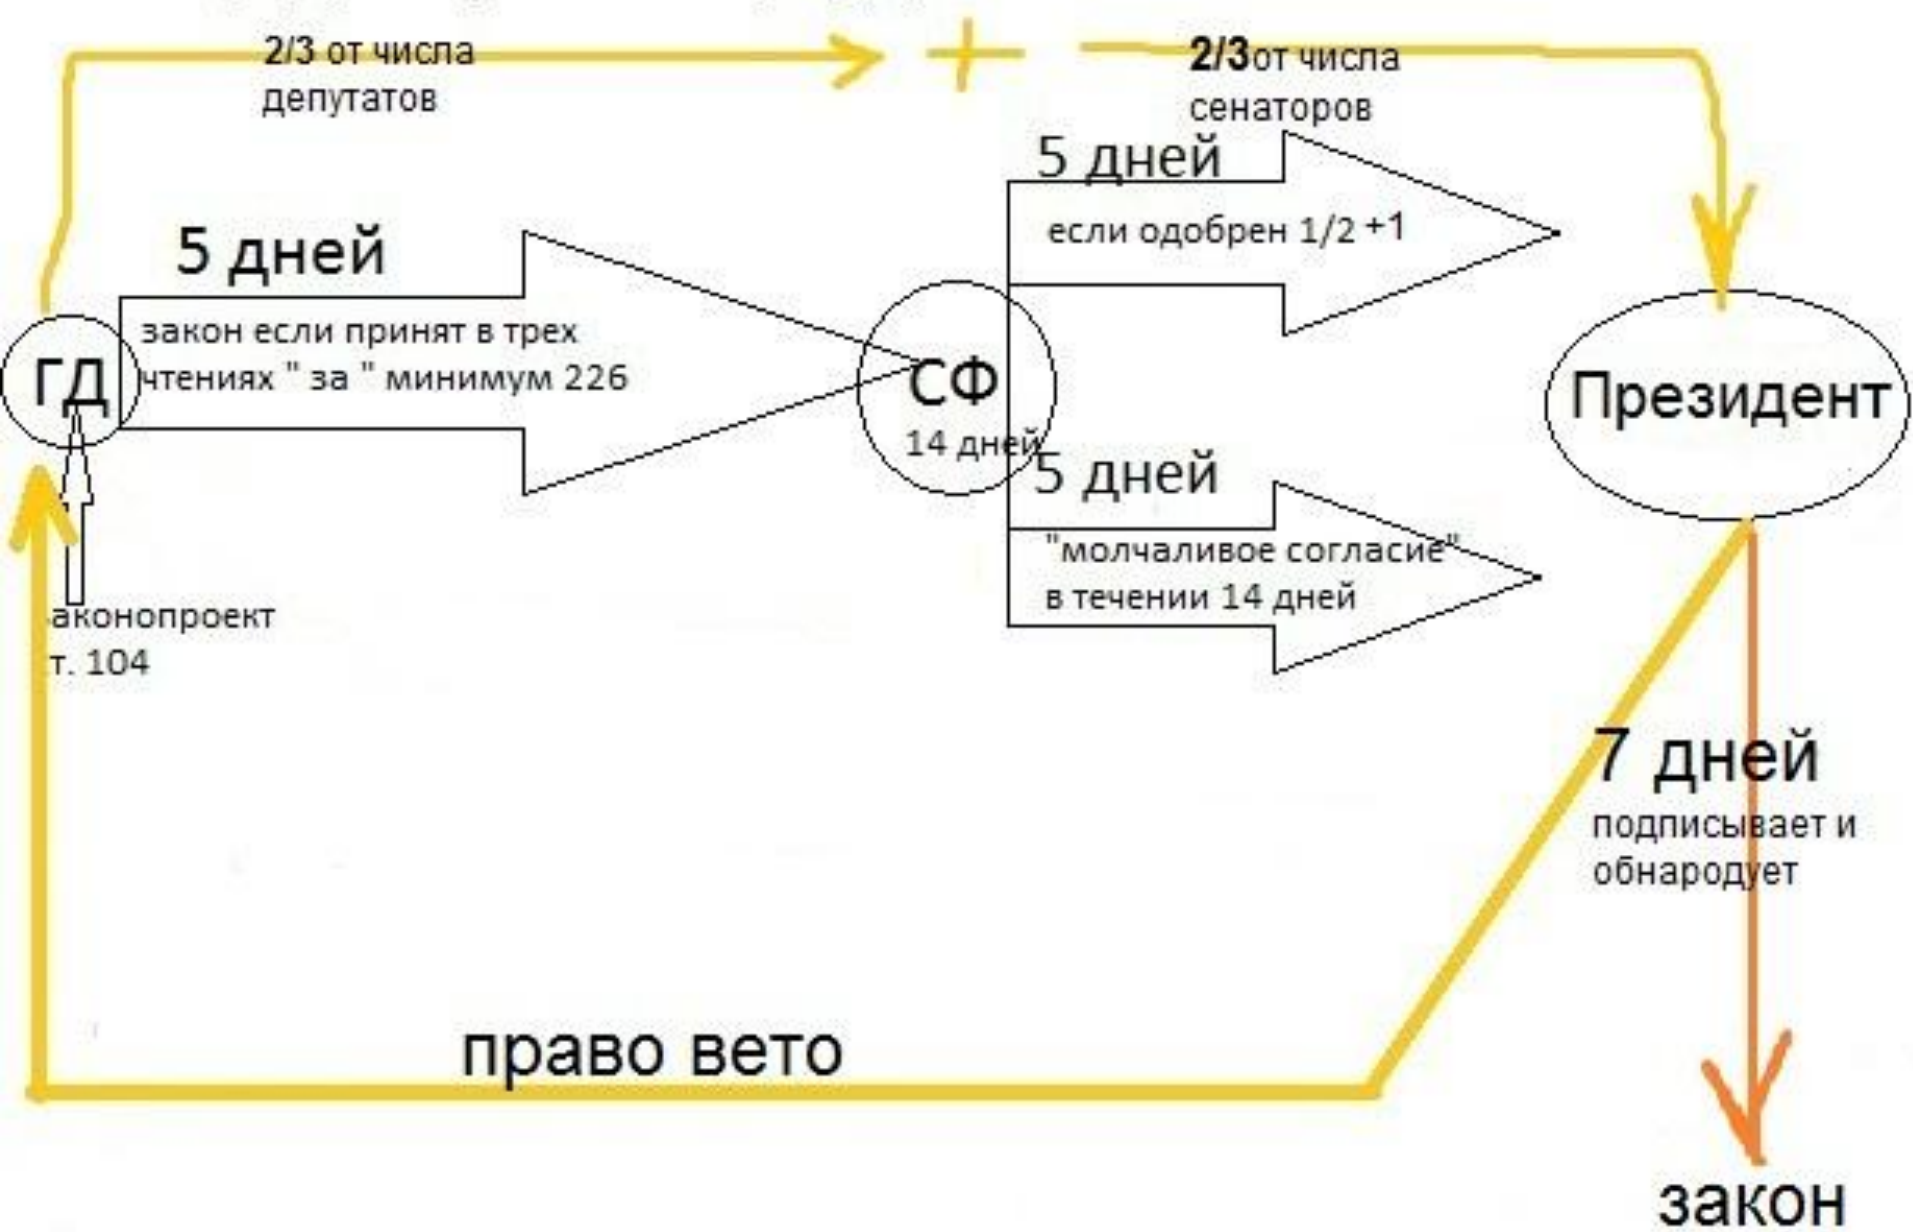 2/3 от числа
депутатов
2/3от числа
сенаторов
5 дней
если одобрен 1/2 +1
5 дней
закон если принят в трех
чтениях " за " минимум 226
ГД
СФ
14 дней
Президент
5 дней
"молчаливое согласие"
в течении 14 дней
аконопроект
т. 104
7 дней
подписывает и
обнародует
право вето
закон